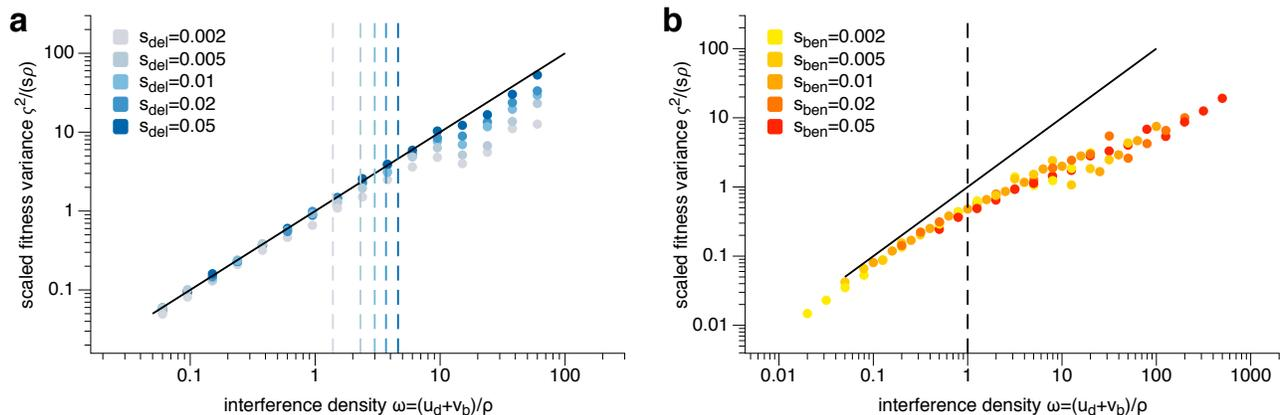 a
s_del=0.002
s_del=0.005
s_del=0.01
s_del=0.02
s_del=0.05
scaled fitness variance ς²/(sρ)
100
10
1
0.1
0.1 1 10 100
interference density ω=(u_d+v_b)/ρ
b
s_ben=0.002
s_ben=0.005
s_ben=0.01
s_ben=0.02
s_ben=0.05
scaled fitness variance ς²/(sρ)
100
10
1
0.1
0.01
0.01 0.1 1 10 100 1000
interference density ω=(u_d+v_b)/ρ